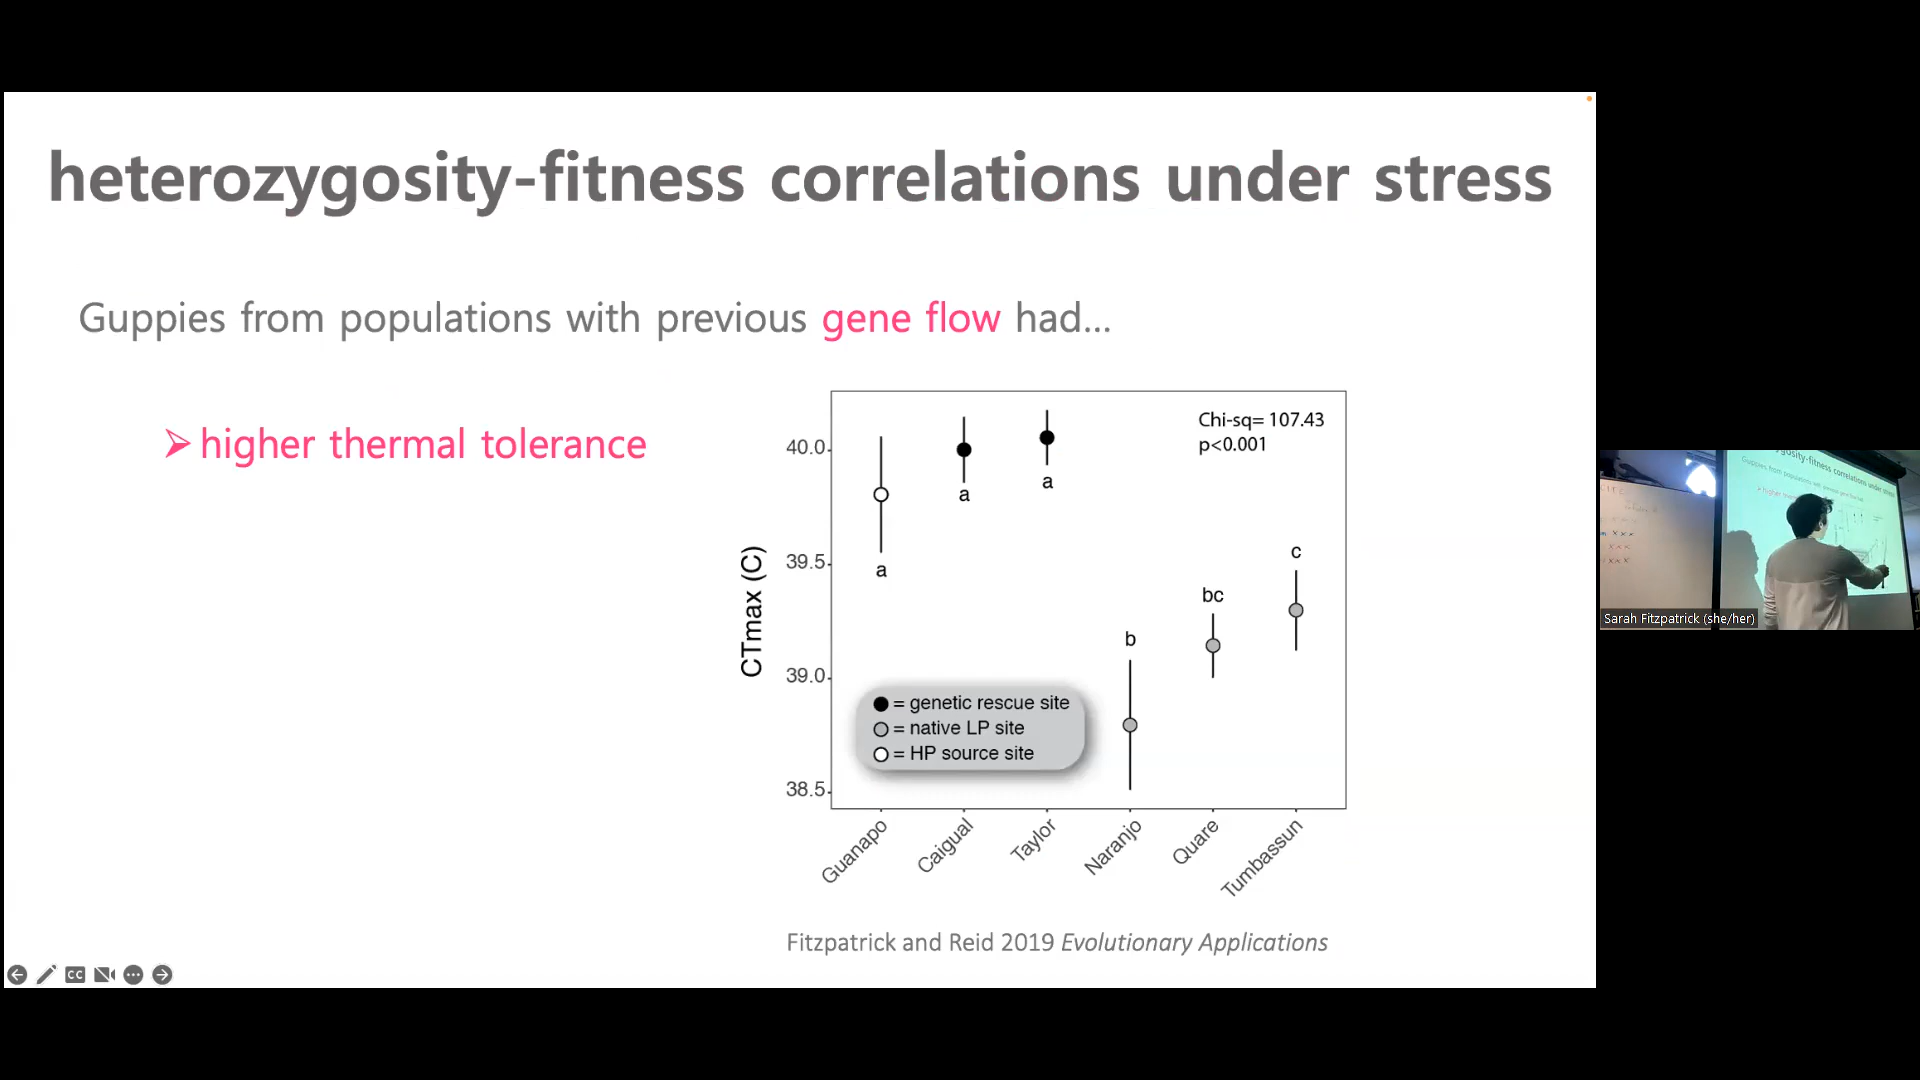 heterozygosity-fitness correlations under stress
Guppies from populations with previous gene flow had...
➢ higher thermal tolerance
Chi-sq= 107.43
p<0.001
40.0
39.5
39.0
38.5
CTmax (C)
a
a
a
b
bc
c
= genetic rescue site
= native LP site
= HP source site
Guanapo
Caigual
Taylor
Naranjo
Quare
Tumbassun
Fitzpatrick and Reid 2019 Evolutionary Applications
CC
Sarah Fitzpatrick (she/her)